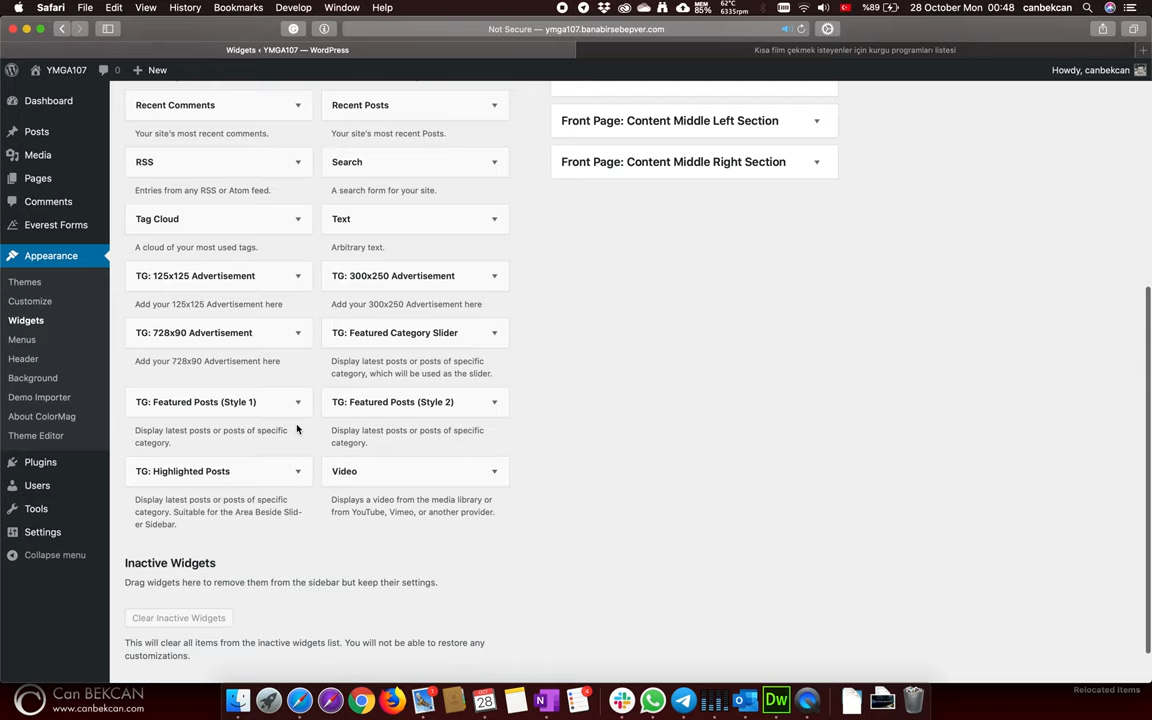 Safari File Edit View History Bookmarks Develop Window Help
MEM 85% 62°C 6335rpm %89 28 October Mon 00:48 canbekcan
Not Secure — ymga107.banabirsebepver.com
Widgets ‹ YMGA107 — WordPress
Kısa film çekmek isteyenler için kurgu programları listesi
YMGA107 0 New
Howdy, canbekcan
Dashboard
Posts
Media
Pages
Comments
Everest Forms
Appearance
Themes
Customize
Widgets
Menus
Header
Background
Demo Importer
About ColorMag
Theme Editor
Plugins
Users
Tools
Settings
Collapse menu
Recent Comments
Your site's most recent comments.
Recent Posts
Your site's most recent Posts.
RSS
Entries from any RSS or Atom feed.
Search
A search form for your site.
Tag Cloud
A cloud of your most used tags.
Text
Arbitrary text.
TG: 125x125 Advertisement
Add your 125x125 Advertisement here
TG: 300x250 Advertisement
Add your 300x250 Advertisement here
TG: 728x90 Advertisement
Add your 728x90 Advertisement here
TG: Featured Category Slider
Display latest posts or posts of specific
category, which will be used as the slider.
TG: Featured Posts (Style 1)
Display latest posts or posts of specific
category.
TG: Featured Posts (Style 2)
Display latest posts or posts of specific
category.
TG: Highlighted Posts
Display latest posts or posts of specific
category. Suitable for the Area Beside Slid-
er Sidebar.
Video
Displays a video from the media library or
from YouTube, Vimeo, or another provider.
Front Page: Content Middle Left Section
Front Page: Content Middle Right Section
Inactive Widgets
Drag widgets here to remove them from the sidebar but keep their settings.
Clear Inactive Widgets
This will clear all items from the inactive widgets list. You will not be able to restore any
customizations.
Can BEKCAN
www.canbekcan.com
28
4
Dw
Relocated Items